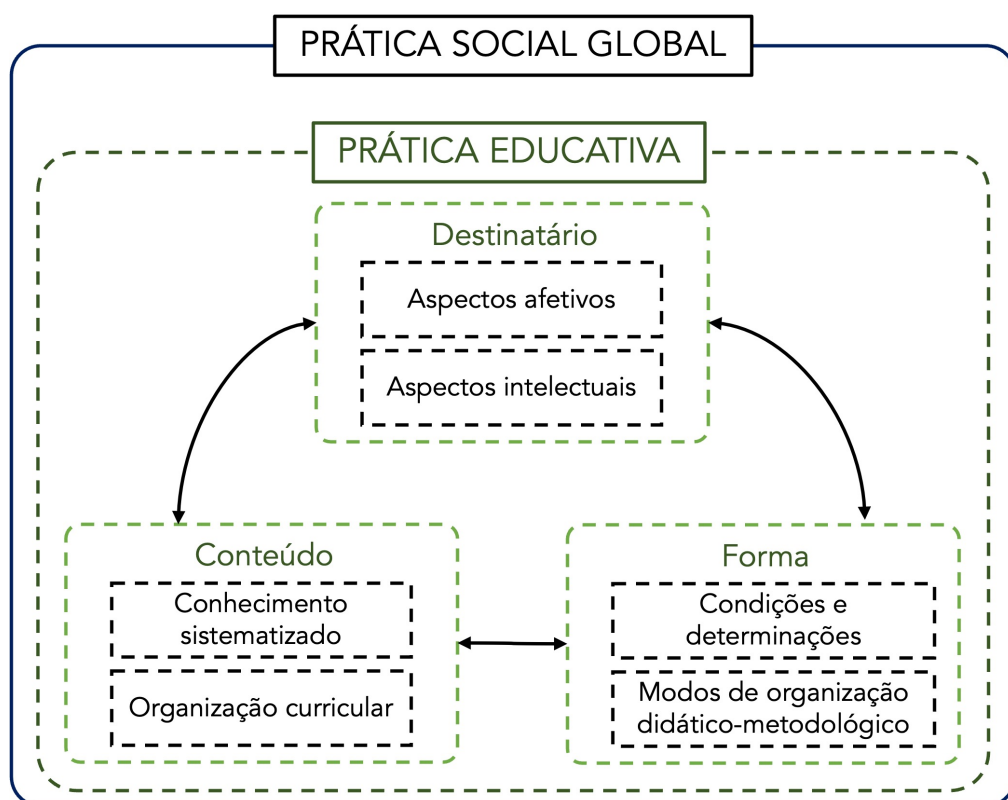 PRÁTICA SOCIAL GLOBAL
PRÁTICA EDUCATIVA
Destinatário
Aspectos afetivos
Aspectos intelectuais
Conteúdo
Conhecimento
sistematizado
Organização curricular
Forma
Condições e
determinações
Modos de organização
didático-metodológico